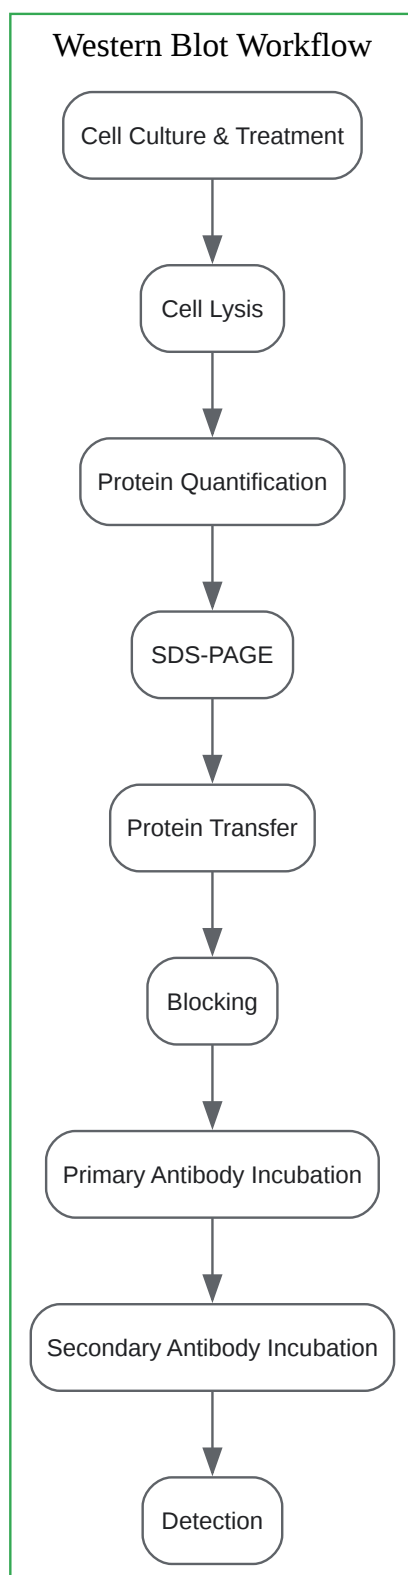 Western Blot Workflow
Cell Culture & Treatment
Cell Lysis
Protein Quantification
SDS-PAGE
Protein Transfer
Blocking
Primary Antibody Incubation
Secondary Antibody Incubation
Detection